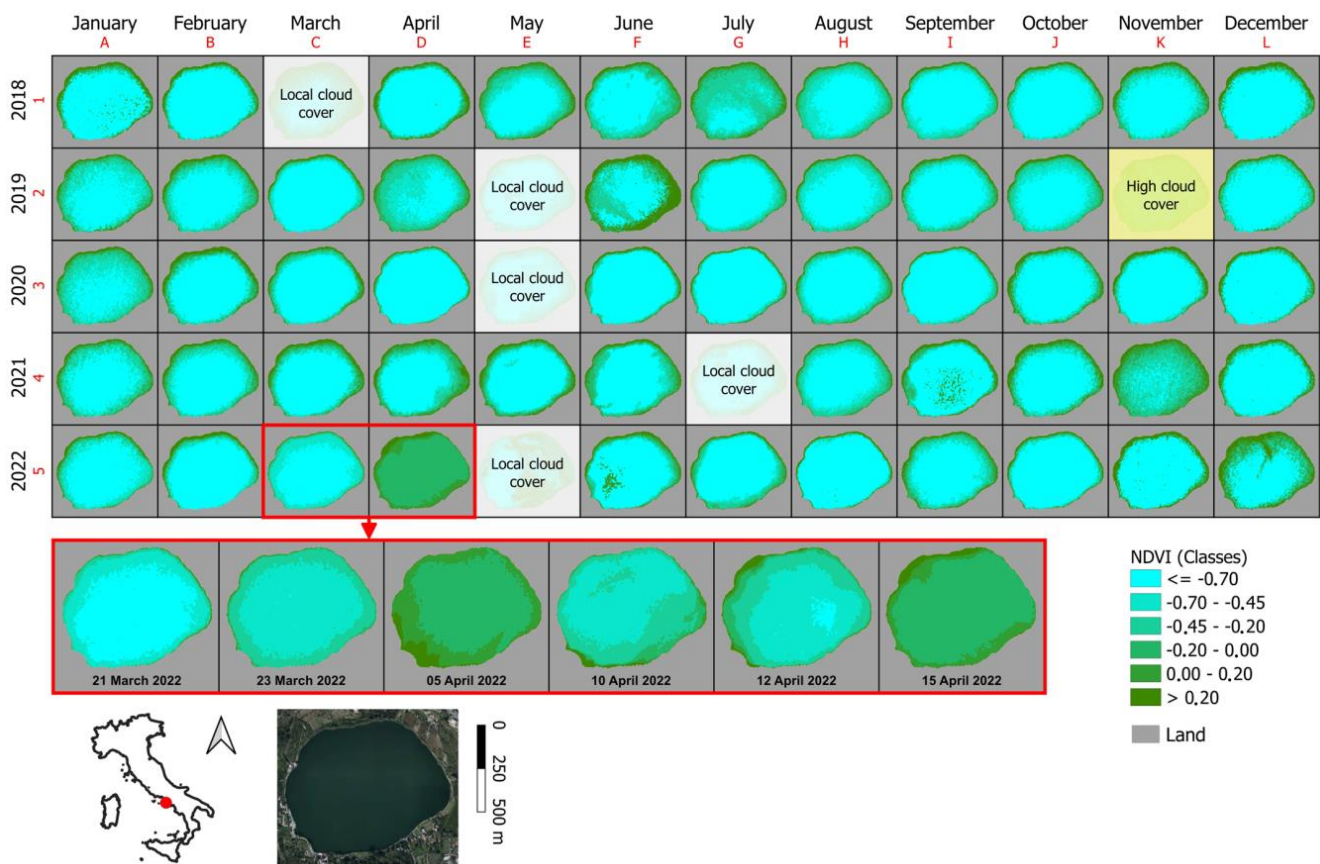 January February March April May June July August September October November December
A B C D E F G H I J K L
2018 1
Local cloud
cover
2019 2
Local cloud
cover
High cloud
cover
2020 3
Local cloud
cover
2021 4
Local cloud
cover
2022 5
Local cloud
cover
21 March 2022 23 March 2022 05 April 2022 10 April 2022 12 April 2022 15 April 2022
NDVI (Classes)
<= -0.70
-0.70 - -0.45
-0.45 - -0.20
-0.20 - 0.00
0.00 - 0.20
> 0.20
Land
0 250 500 m